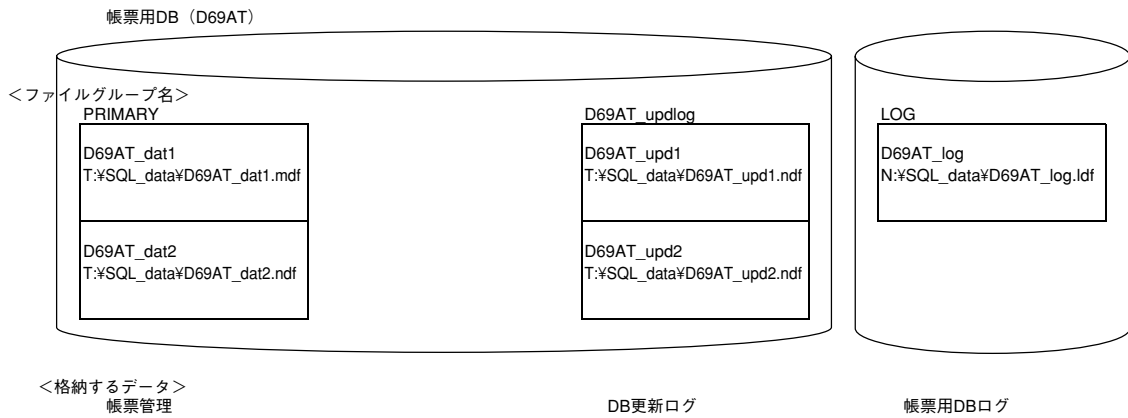 帳票用DB（D69AT）
＜ファイルグループ名＞
PRIMARY
D69AT_dat1
T:¥SQL_data¥D69AT_dat1.mdf
D69AT_dat2
T:¥SQL_data¥D69AT_dat2.ndf
D69AT_updlog
D69AT_upd1
T:¥SQL_data¥D69AT_upd1.ndf
D69AT_upd2
T:¥SQL_data¥D69AT_upd2.ndf
LOG
D69AT_log
N:¥SQL_data¥D69AT_log.ldf
＜格納するデータ＞
帳票管理
DB更新ログ
帳票用DBログ